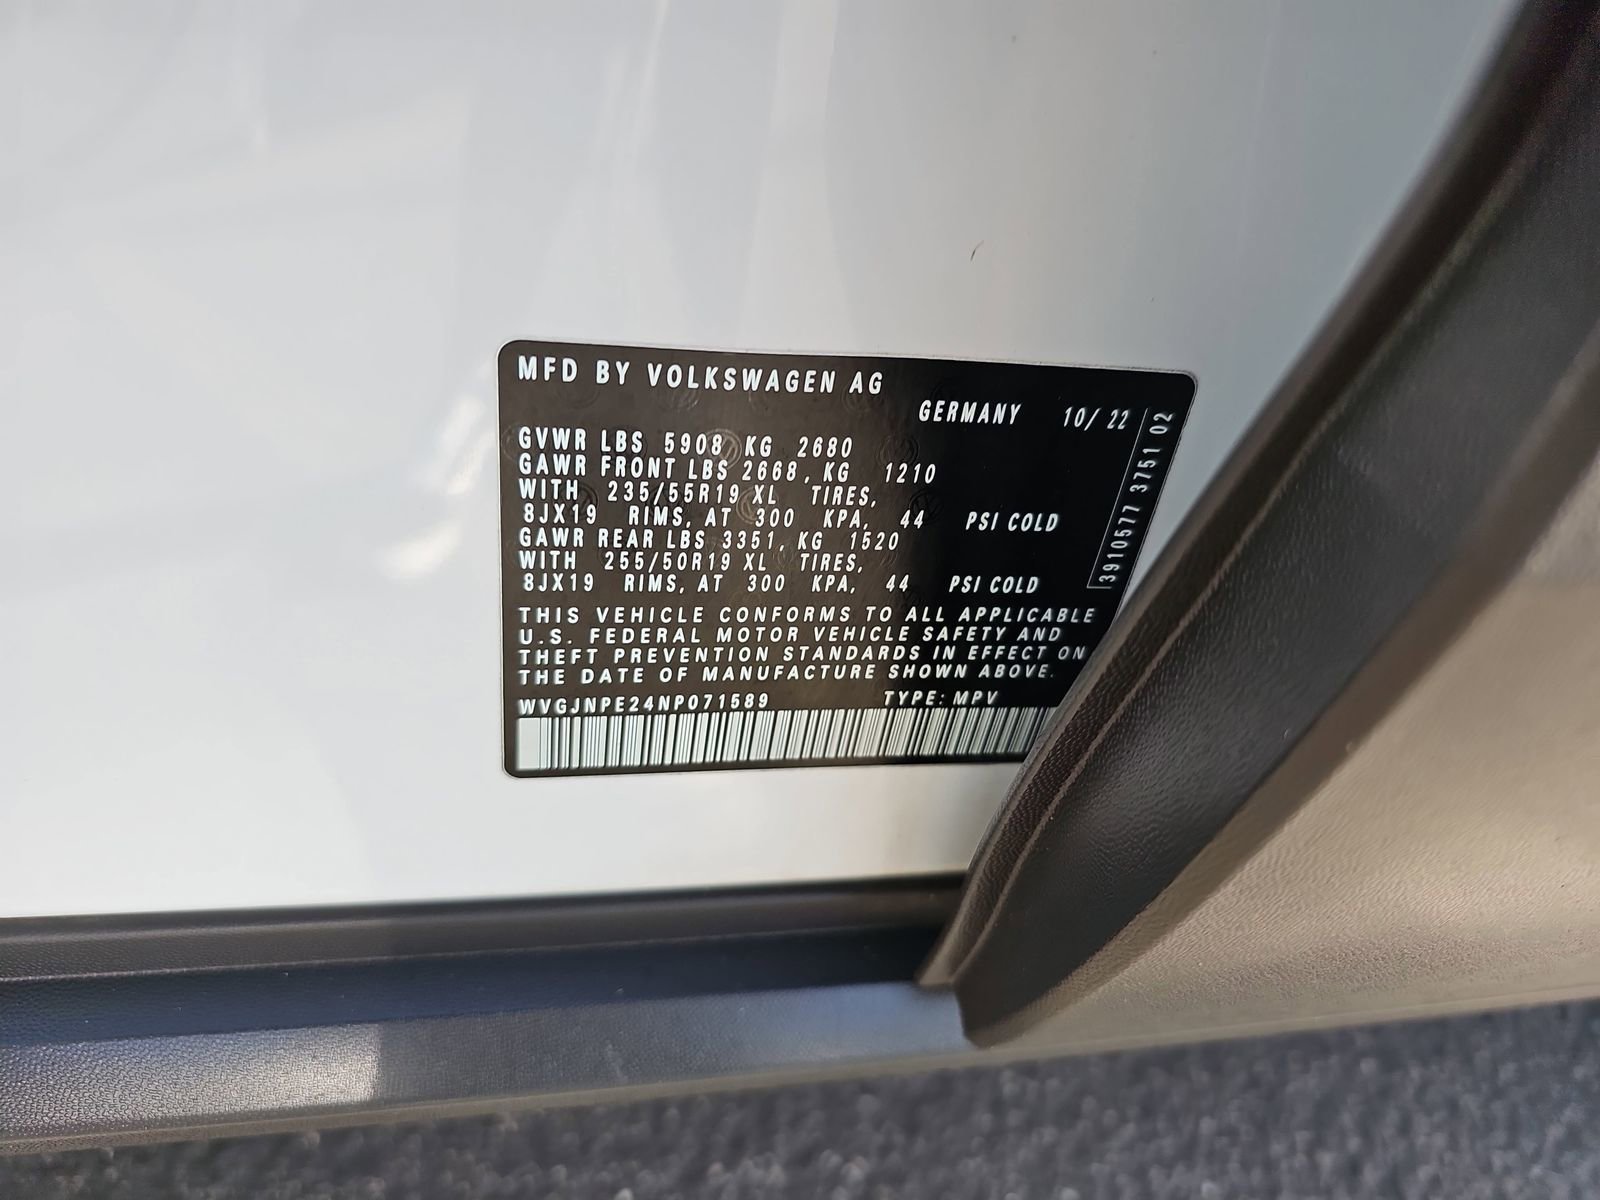 MFD BY VOLKSWAGEN AG
GERMANY 10/ 22
GVWR LBS 5908 KG 2680
GAWR FRONT LBS 2668, KG 1210
WITH 235/55R19 XL TIRES,
8JX19 RIMS, AT 300 KPA, 44 PSI COLD
GAWR REAR LBS 3351, KG 1520
WITH 255/50R19 XL TIRES,
8JX19 RIMS, AT 300 KPA, 44 PSI COLD
THIS VEHICLE CONFORMS TO ALL APPLICABLE
U.S. FEDERAL MOTOR VEHICLE SAFETY AND
THEFT PREVENTION STANDARDS IN EFFECT ON
THE DATE OF MANUFACTURE SHOWN ABOVE.
WVGJNPE24NP071589 TYPE: MPV
3910577 3751 02